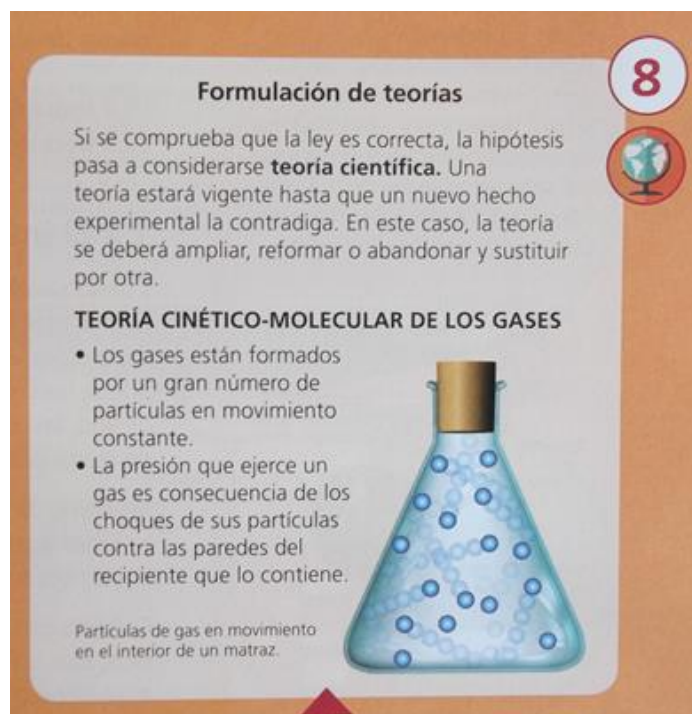 Formulación de teorías
8
Si se comprueba que la ley es correcta, la hipótesis
pasa a considerarse teoría científica. Una
teoría estará vigente hasta que un nuevo hecho
experimental la contradiga. En este caso, la teoría
se deberá ampliar, reformar o abandonar y sustituir
por otra.
TEORÍA CINÉTICO-MOLECULAR DE LOS GASES
• Los gases están formados
por un gran número de
partículas en movimiento
constante.
• La presión que ejerce un
gas es consecuencia de los
choques de sus partículas
contra las paredes del
recipiente que lo contiene.
Partículas de gas en movimiento
en el interior de un matraz.